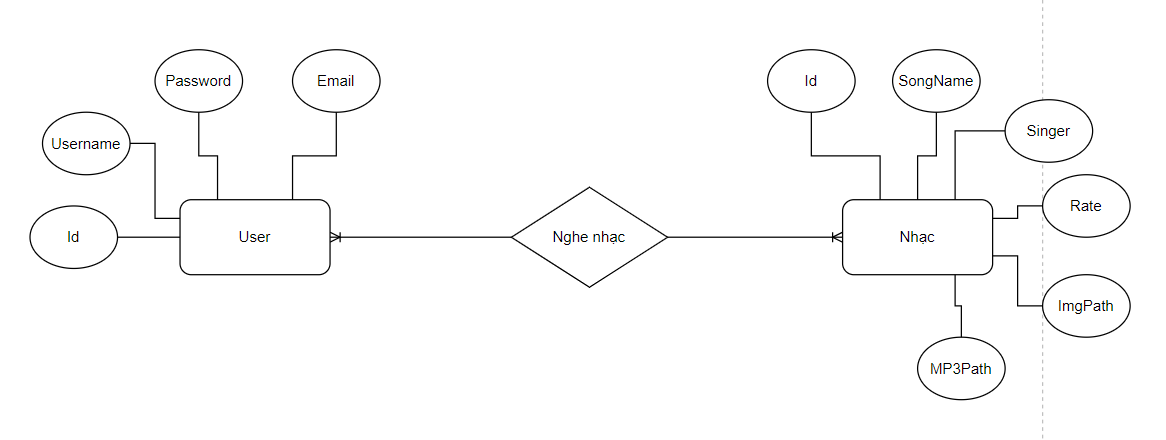 Password
Email
Id
SongName
Username
Singer
Rate
Id
User
Nghe nhạc
Nhạc
ImgPath
MP3Path